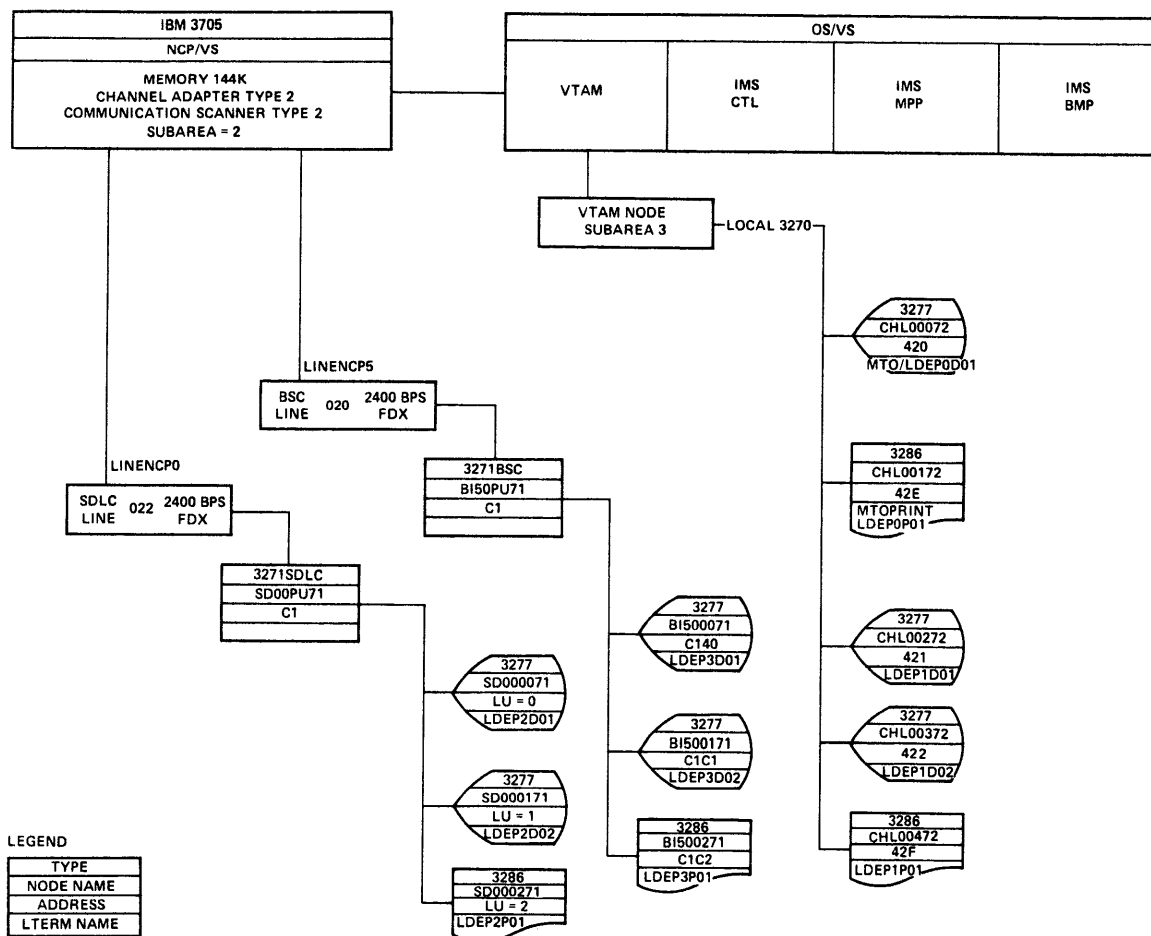 IBM 3705
NCP/VS
MEMORY 144K
CHANNEL ADAPTER TYPE 2
COMMUNICATION SCANNER TYPE 2
SUBAREA = 2
OS/VS
VTAM
IMS
CTL
IMS
MPP
IMS
BMP
VTAM NODE
SUBAREA 3
LOCAL 3270
3277
CHL00072
420
MTO/LDEP0D01
LINENCP5
BSC
LINE
020
2400 BPS
FDX
3286
CHL00172
42E
MTOPRINT
LDEP0P01
LINENCP0
SDLC
LINE
022
2400 BPS
FDX
3271BSC
BI50PU71
C1
3271SDLC
SD00PU71
C1
3277
BI500071
C140
LDEP3D01
3277
CHL00272
421
LDEP1D01
3277
SD000071
LU = 0
LDEP2D01
3277
BI500171
C1C1
LDEP3D02
3277
CHL00372
422
LDEP1D02
3277
SD000171
LU = 1
LDEP2D02
3286
BI500271
C1C2
LDEP3P01
3286
CHL00472
42F
LDEP1P01
3286
SD000271
LU = 2
LDEP2P01
LEGEND
TYPE
NODE NAME
ADDRESS
LTERM NAME